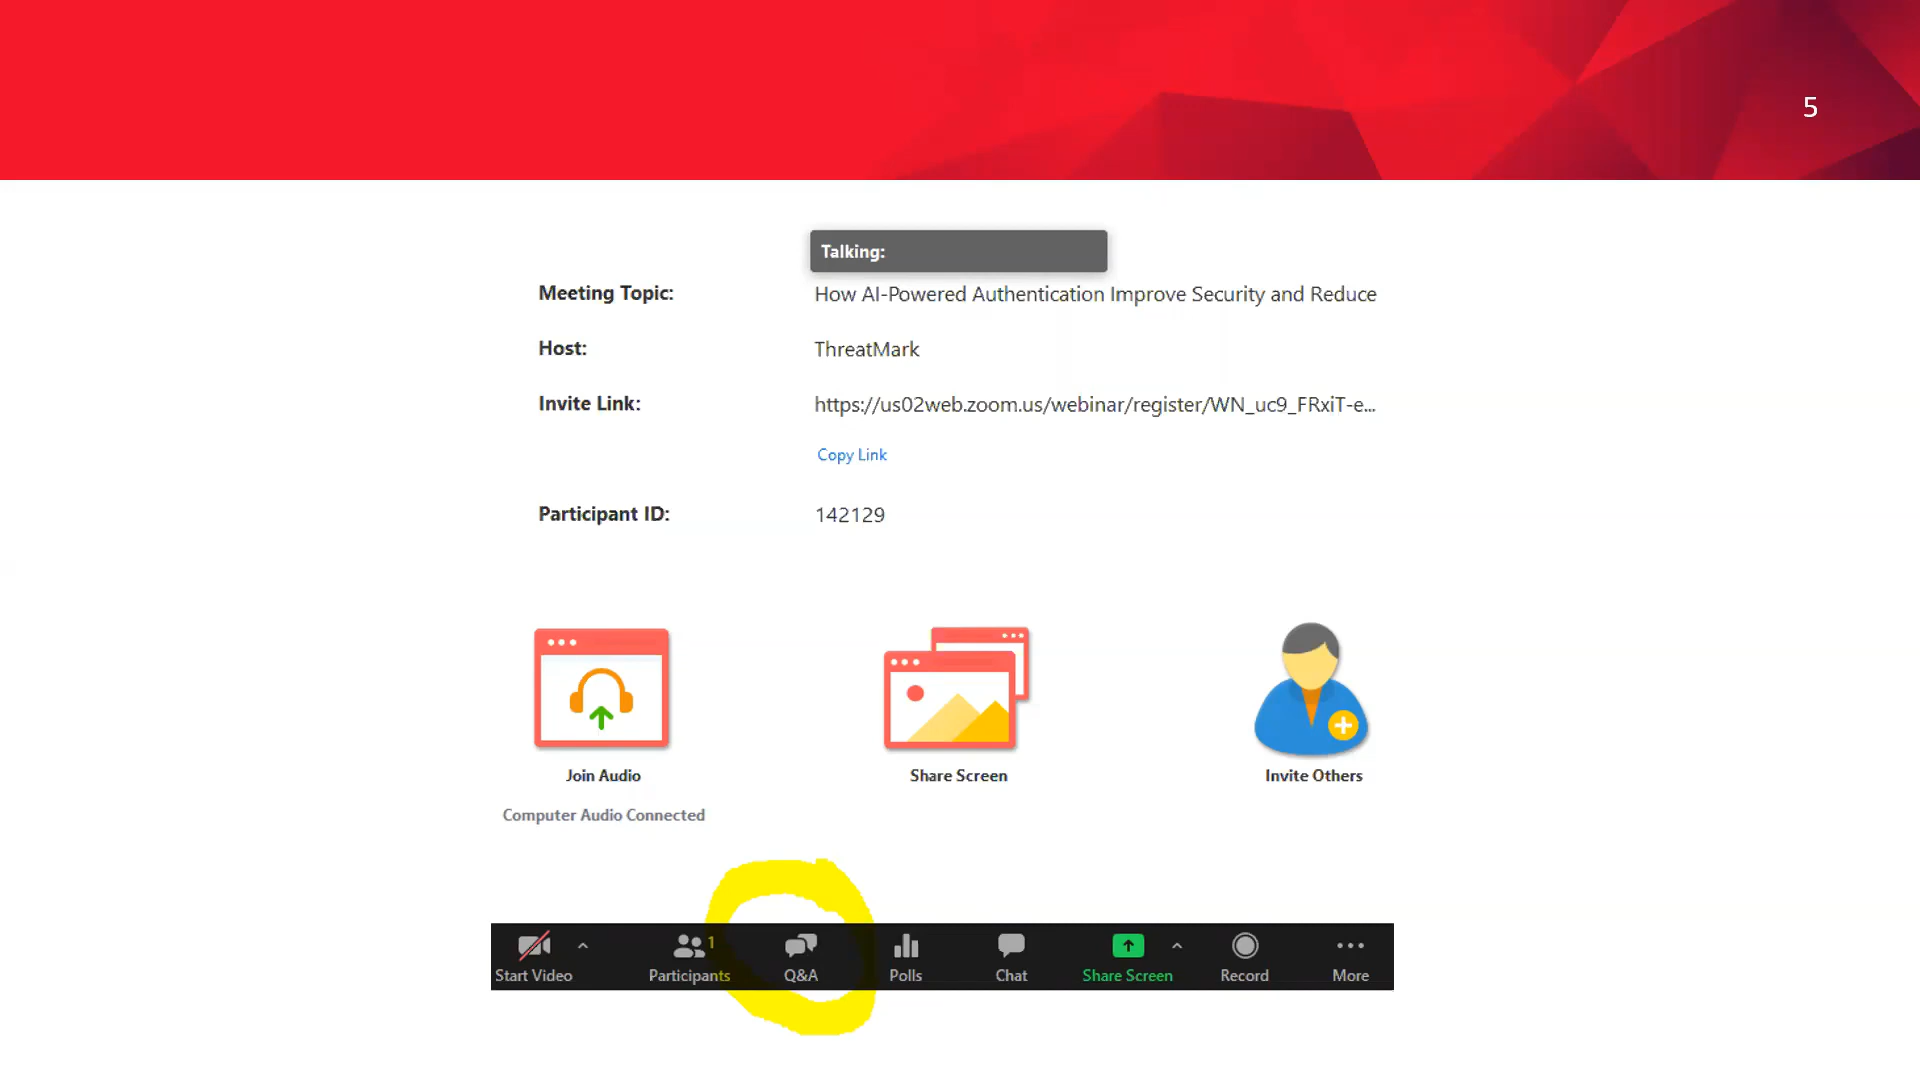 5
Talking:
Meeting Topic: How AI-Powered Authentication Improve Security and Reduce
Host: ThreatMark
Invite Link: https://us02web.zoom.us/webinar/register/WN_uc9_FRxiT-e...
Copy Link
Participant ID: 142129
Join Audio Share Screen Invite Others
Computer Audio Connected
1
Start Video Participants Q&A Polls Chat Share Screen Record More